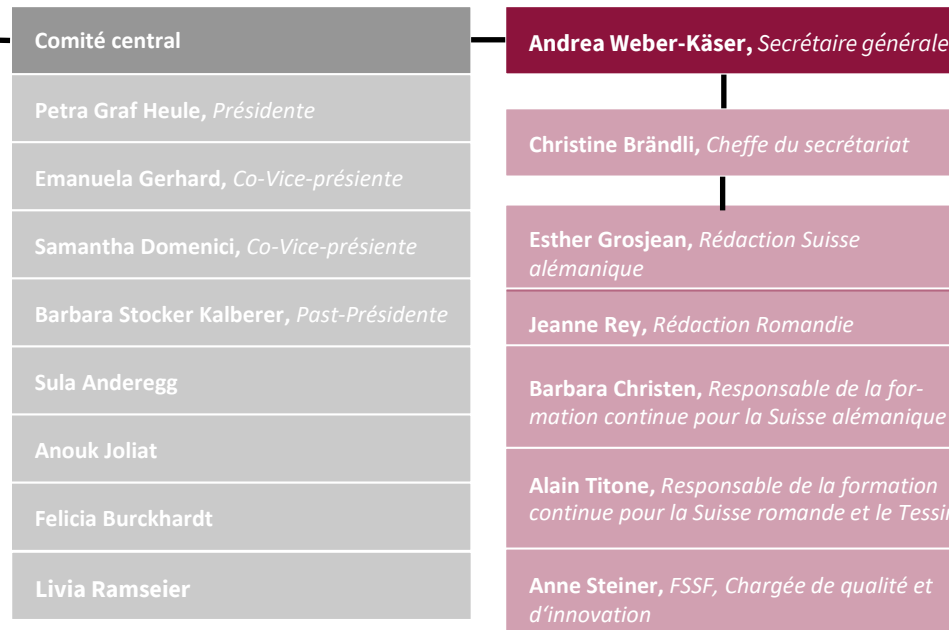 Comité central
Petra Graf Heule, Présidente
Emanuela Gerhard, Co-Vice-présiente
Samantha Domenici, Co-Vice-présiente
Barbara Stocker Kalberer, Past-Présidente
Sula Anderegg
Anouk Joliat
Felicia Burckhardt
Livia Ramseier
Andrea Weber-Käser, Secrétaire générale
Christine Brändli, Cheffe du secrétariat
Esther Grosjean, Rédaction Suisse
alémanique
Jeanne Rey, Rédaction Romandie
Barbara Christen, Responsable de la for-
mation continue pour la Suisse alémanique
Alain Titone, Responsable de la formation
continue pour la Suisse romande et le Tessin
Anne Steiner, FSSF, Chargée de qualité et
d‘innovation